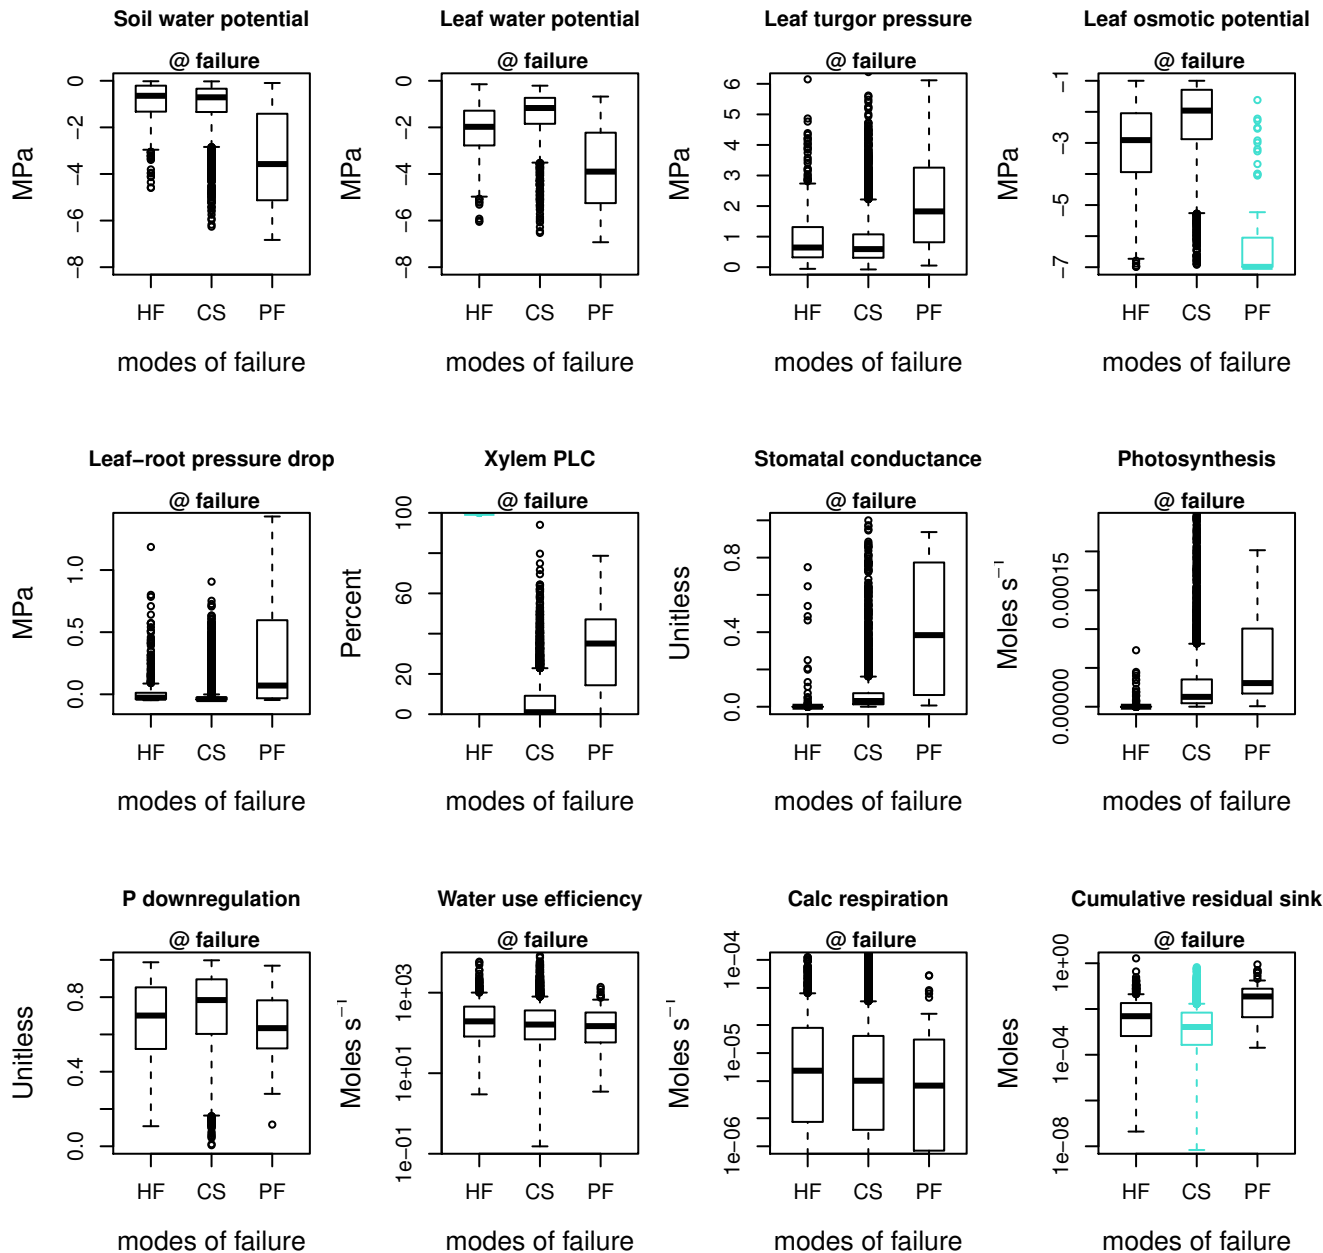 Soil water potential
@ failure
MPa
0
−2
−4
−6
−8
HF CS PF
modes of failure
Leaf water potential
@ failure
MPa
0
−2
−4
−6
−8
HF CS PF
modes of failure
Leaf turgor pressure
@ failure
6
5
4
3
2
1
0
HF CS PF
modes of failure
Leaf osmotic potential
@ failure
MPa
−1
−3
−5
−7
HF CS PF
modes of failure
Leaf−root pressure drop
@ failure
MPa
1.0
0.5
0.0
HF CS PF
modes of failure
Xylem PLC
@ failure
Percent
100
60
20
0
HF CS PF
modes of failure
Stomatal conductance
@ failure
Unitless
0.8
0.4
0.0
HF CS PF
modes of failure
Photosynthesis
@ failure
Moles s⁻¹
0.00015
0.00000
HF CS PF
modes of failure
P downregulation
@ failure
Unitless
0.8
0.4
0.0
HF CS PF
modes of failure
Water use efficiency
@ failure
Moles s⁻¹
1e+03
1e+01
1e−01
HF CS PF
modes of failure
Calc respiration
@ failure
Moles s⁻¹
1e−04
1e−05
1e−06
HF CS PF
modes of failure
Cumulative residual sink
@ failure
Moles
1e+00
1e−04
1e−08
HF CS PF
modes of failure